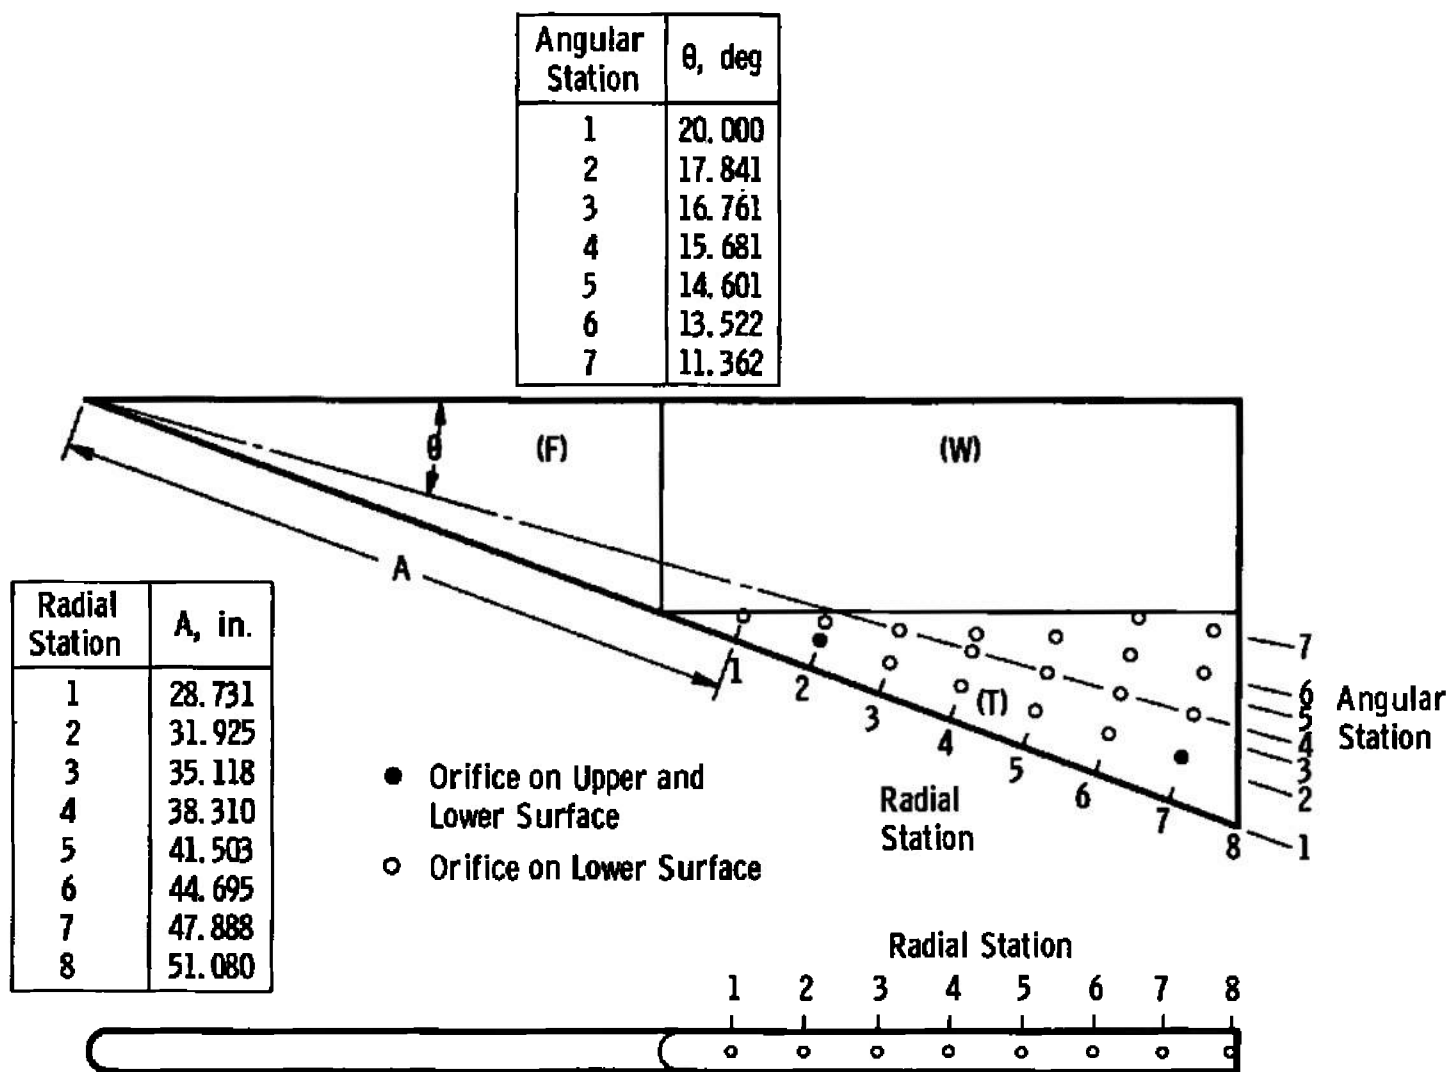 Angular Station | θ, deg
1 | 20.000
2 | 17.841
3 | 16.761
4 | 15.681
5 | 14.601
6 | 13.522
7 | 11.362
θ
(F)
(W)
A
Radial Station | A, in.
1 | 28.731
2 | 31.925
3 | 35.118
4 | 38.310
5 | 41.503
6 | 44.695
7 | 47.888
8 | 51.080
(T)
1
2
3
4
5
6
7
8
Radial
Station
7
6
5
4
3
2
1
Angular
Station
● Orifice on Upper and
Lower Surface
○ Orifice on Lower Surface
Radial Station
1 2 3 4 5 6 7 8